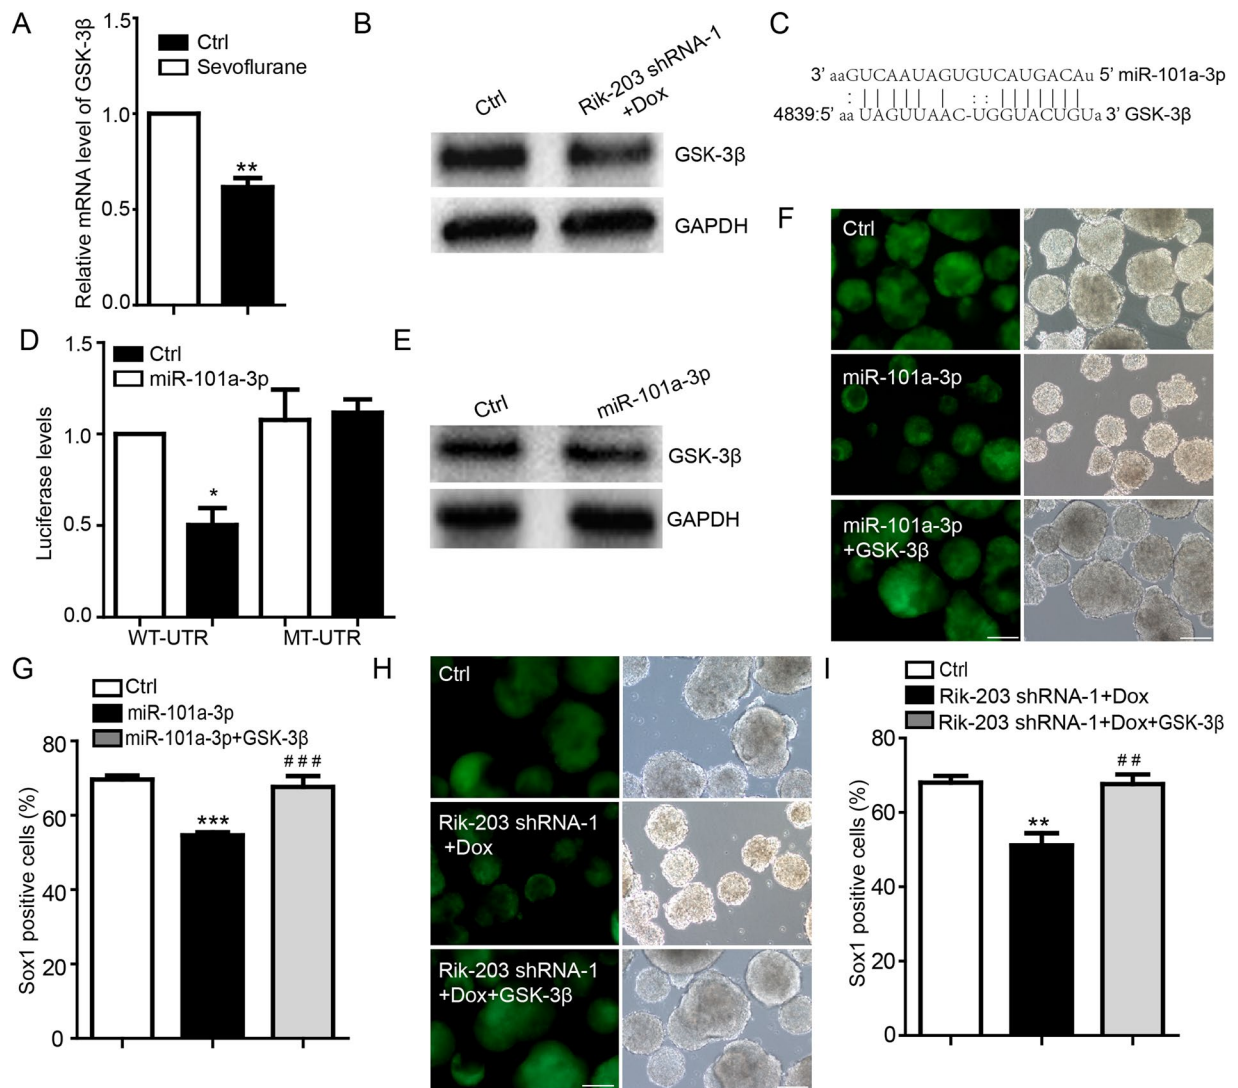 A
1.5
1.0
0.5
0.0
Relative mRNA level of GSK-3β
Ctrl
Sevoflurane
**
B
Ctrl
Rik-203 shRNA-1
+Dox
GSK-3β
GAPDH
C
3’ aaGUCAAUAGUGUCAUGACAu 5’ miR-101a-3p
: | | | | | | : : | | | | | | |
4839:5’ aa UAGUUAAC-UGGUACUGUa 3’ GSK-3β
D
1.5
1.0
0.5
0.0
Luciferase levels
Ctrl
miR-101a-3p
*
WT-UTR
MT-UTR
E
Ctrl
miR-101a-3p
GSK-3β
GAPDH
F
Ctrl
miR-101a-3p
miR-101a-3p
+GSK-3β
G
Ctrl
miR-101a-3p
miR-101a-3p+GSK-3β
80
60
40
20
0
Sox1 positive cells (%)
***
###
H
Ctrl
Rik-203 shRNA-1
+Dox
Rik-203 shRNA-1
+Dox+GSK-3β
I
Ctrl
Rik-203 shRNA-1+Dox
Rik-203 shRNA-1+Dox+GSK-3β
80
60
40
20
0
Sox1 positive cells (%)
**
##